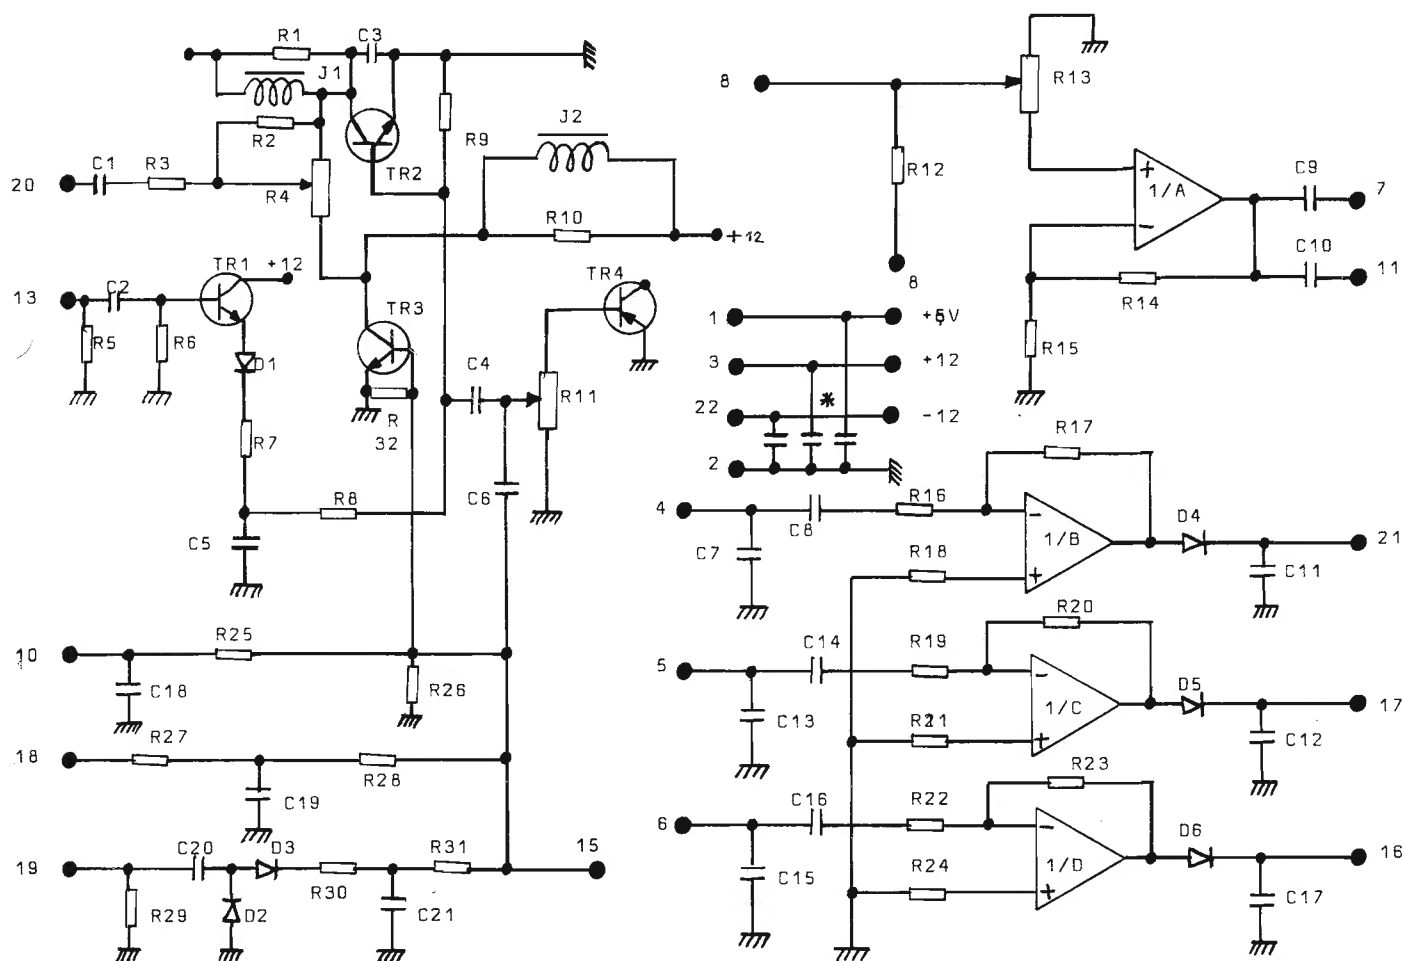 R1
C3
J1
R2
TR2
R9
J2
C1
R3
20
R4
R10
+12
TR1
+12
C2
13
R5
R6
D1
TR3
TR4
C4
R11
R
32
R7
C6
R8
C5
10
R25
C18
R26
18
R27
R28
C19
19
C20
D3
R30
R31
15
R29
D2
C21
8
R13
R12
8
+
1/A
-
C9
7
C10
11
R14
R15
1
3
+12
22
*
-12
2
R17
4
C8
R16
-
1/B
D4
21
C7
R18
+
C11
R20
5
C14
R19
-
1/C
D5
17
C13
R21
+
C12
R23
6
C16
R22
-
1/D
D6
16
C15
R24
+
C17